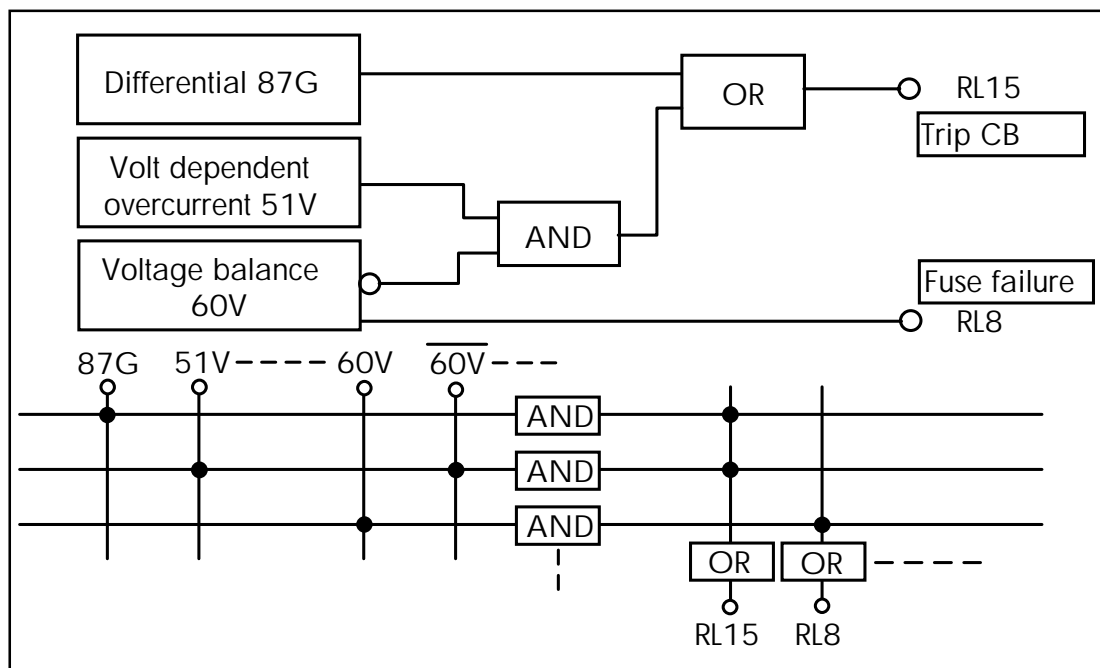 Differential 87G
OR
RL15
Trip CB
Volt dependent
overcurrent 51V
AND
Voltage balance
60V
Fuse failure
RL8
87G 51V 60V 60V
AND
AND
AND
OR OR
RL15 RL8